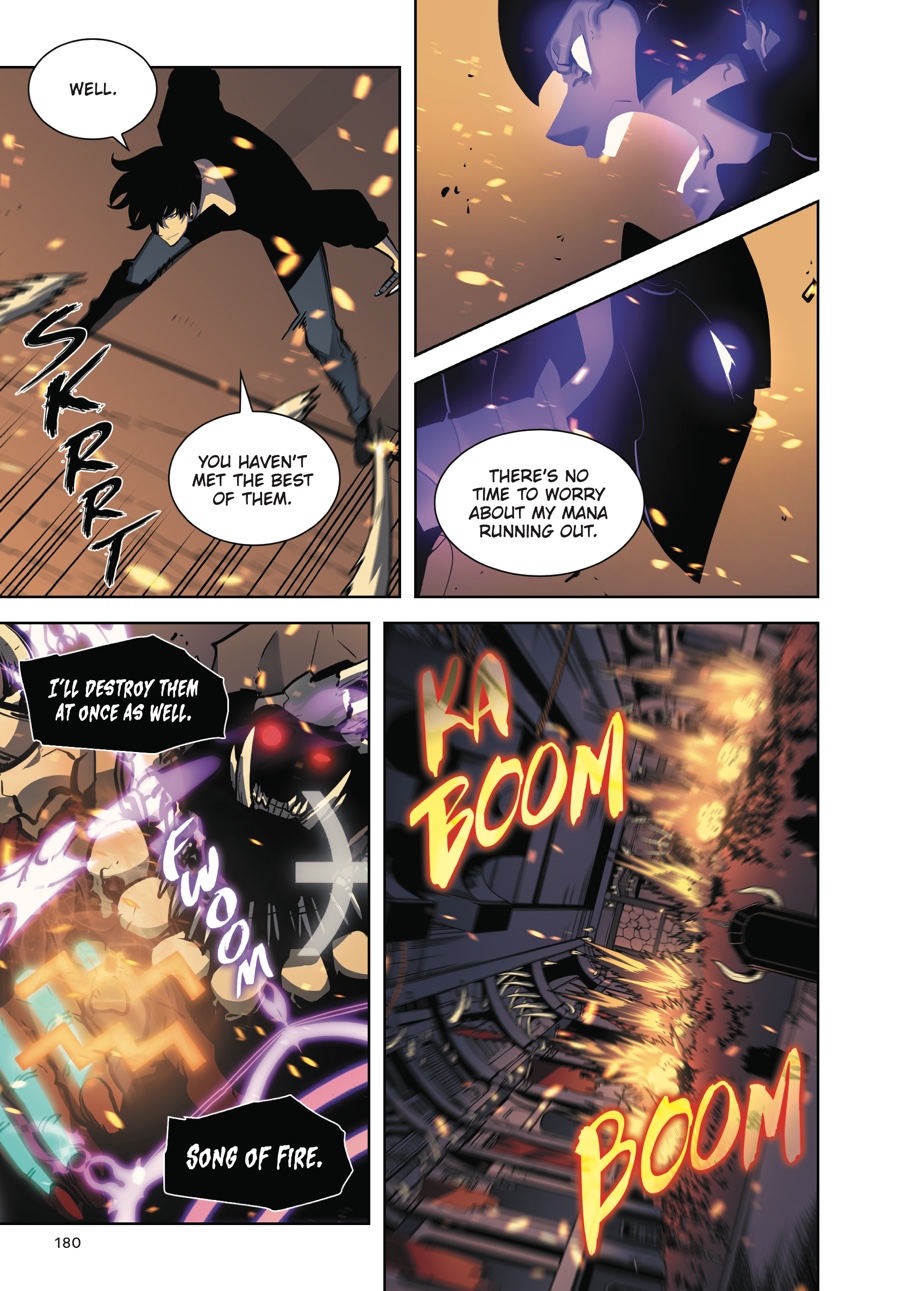 WELL.
SKRRT
YOU HAVEN'T
MET THE BEST
OF THEM.
THERE'S NO
TIME TO WORRY
ABOUT MY MANA
RUNNING OUT.
I'LL DESTROY THEM
AT ONCE AS WELL.
FWOOM
SONG OF FIRE.
KA
BOOM
BOOM
180